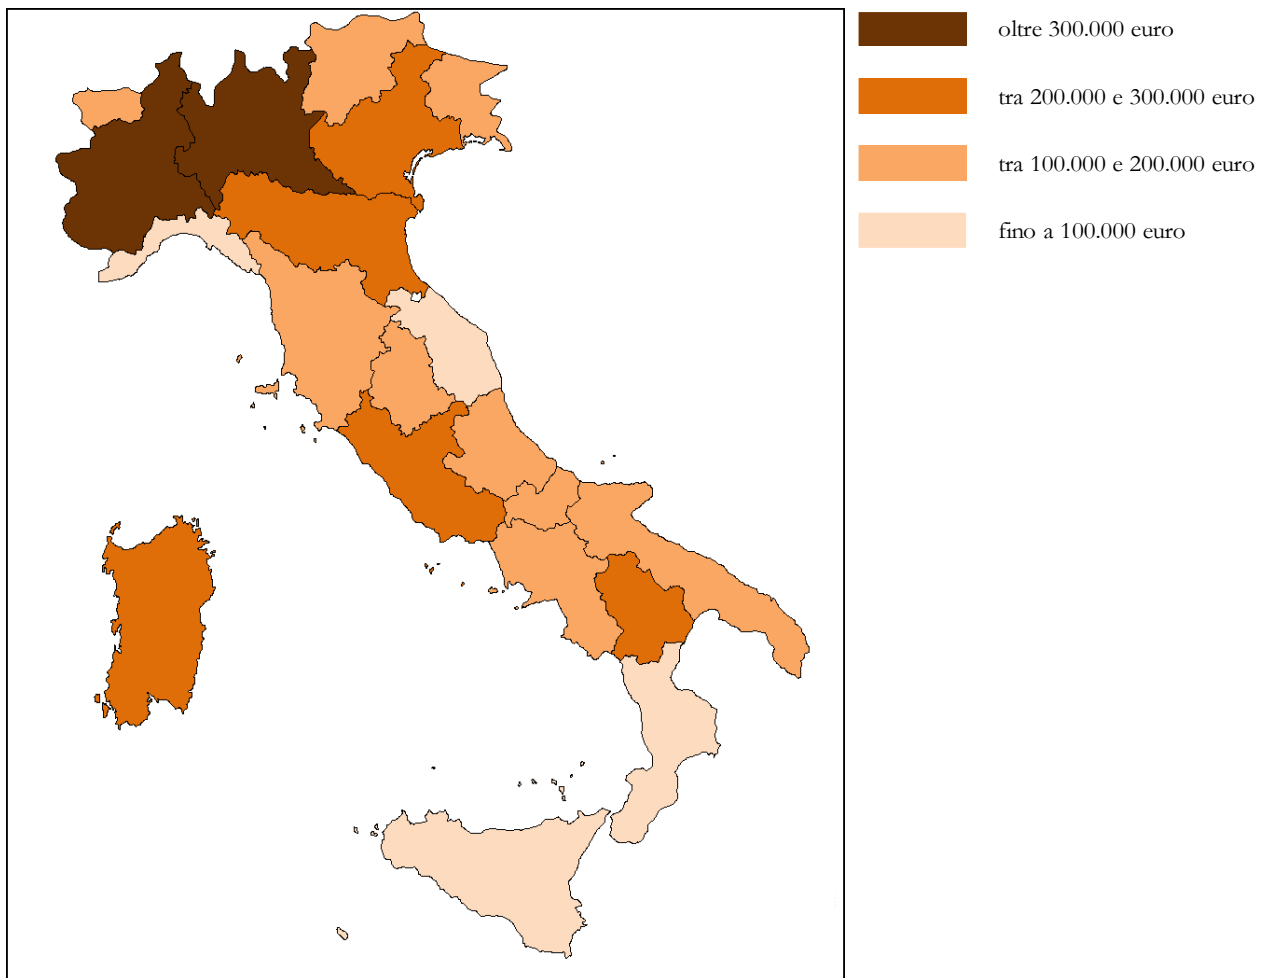 oltre 300.000 euro
tra 200.000 e 300.000 euro
tra 100.000 e 200.000 euro
fino a 100.000 euro